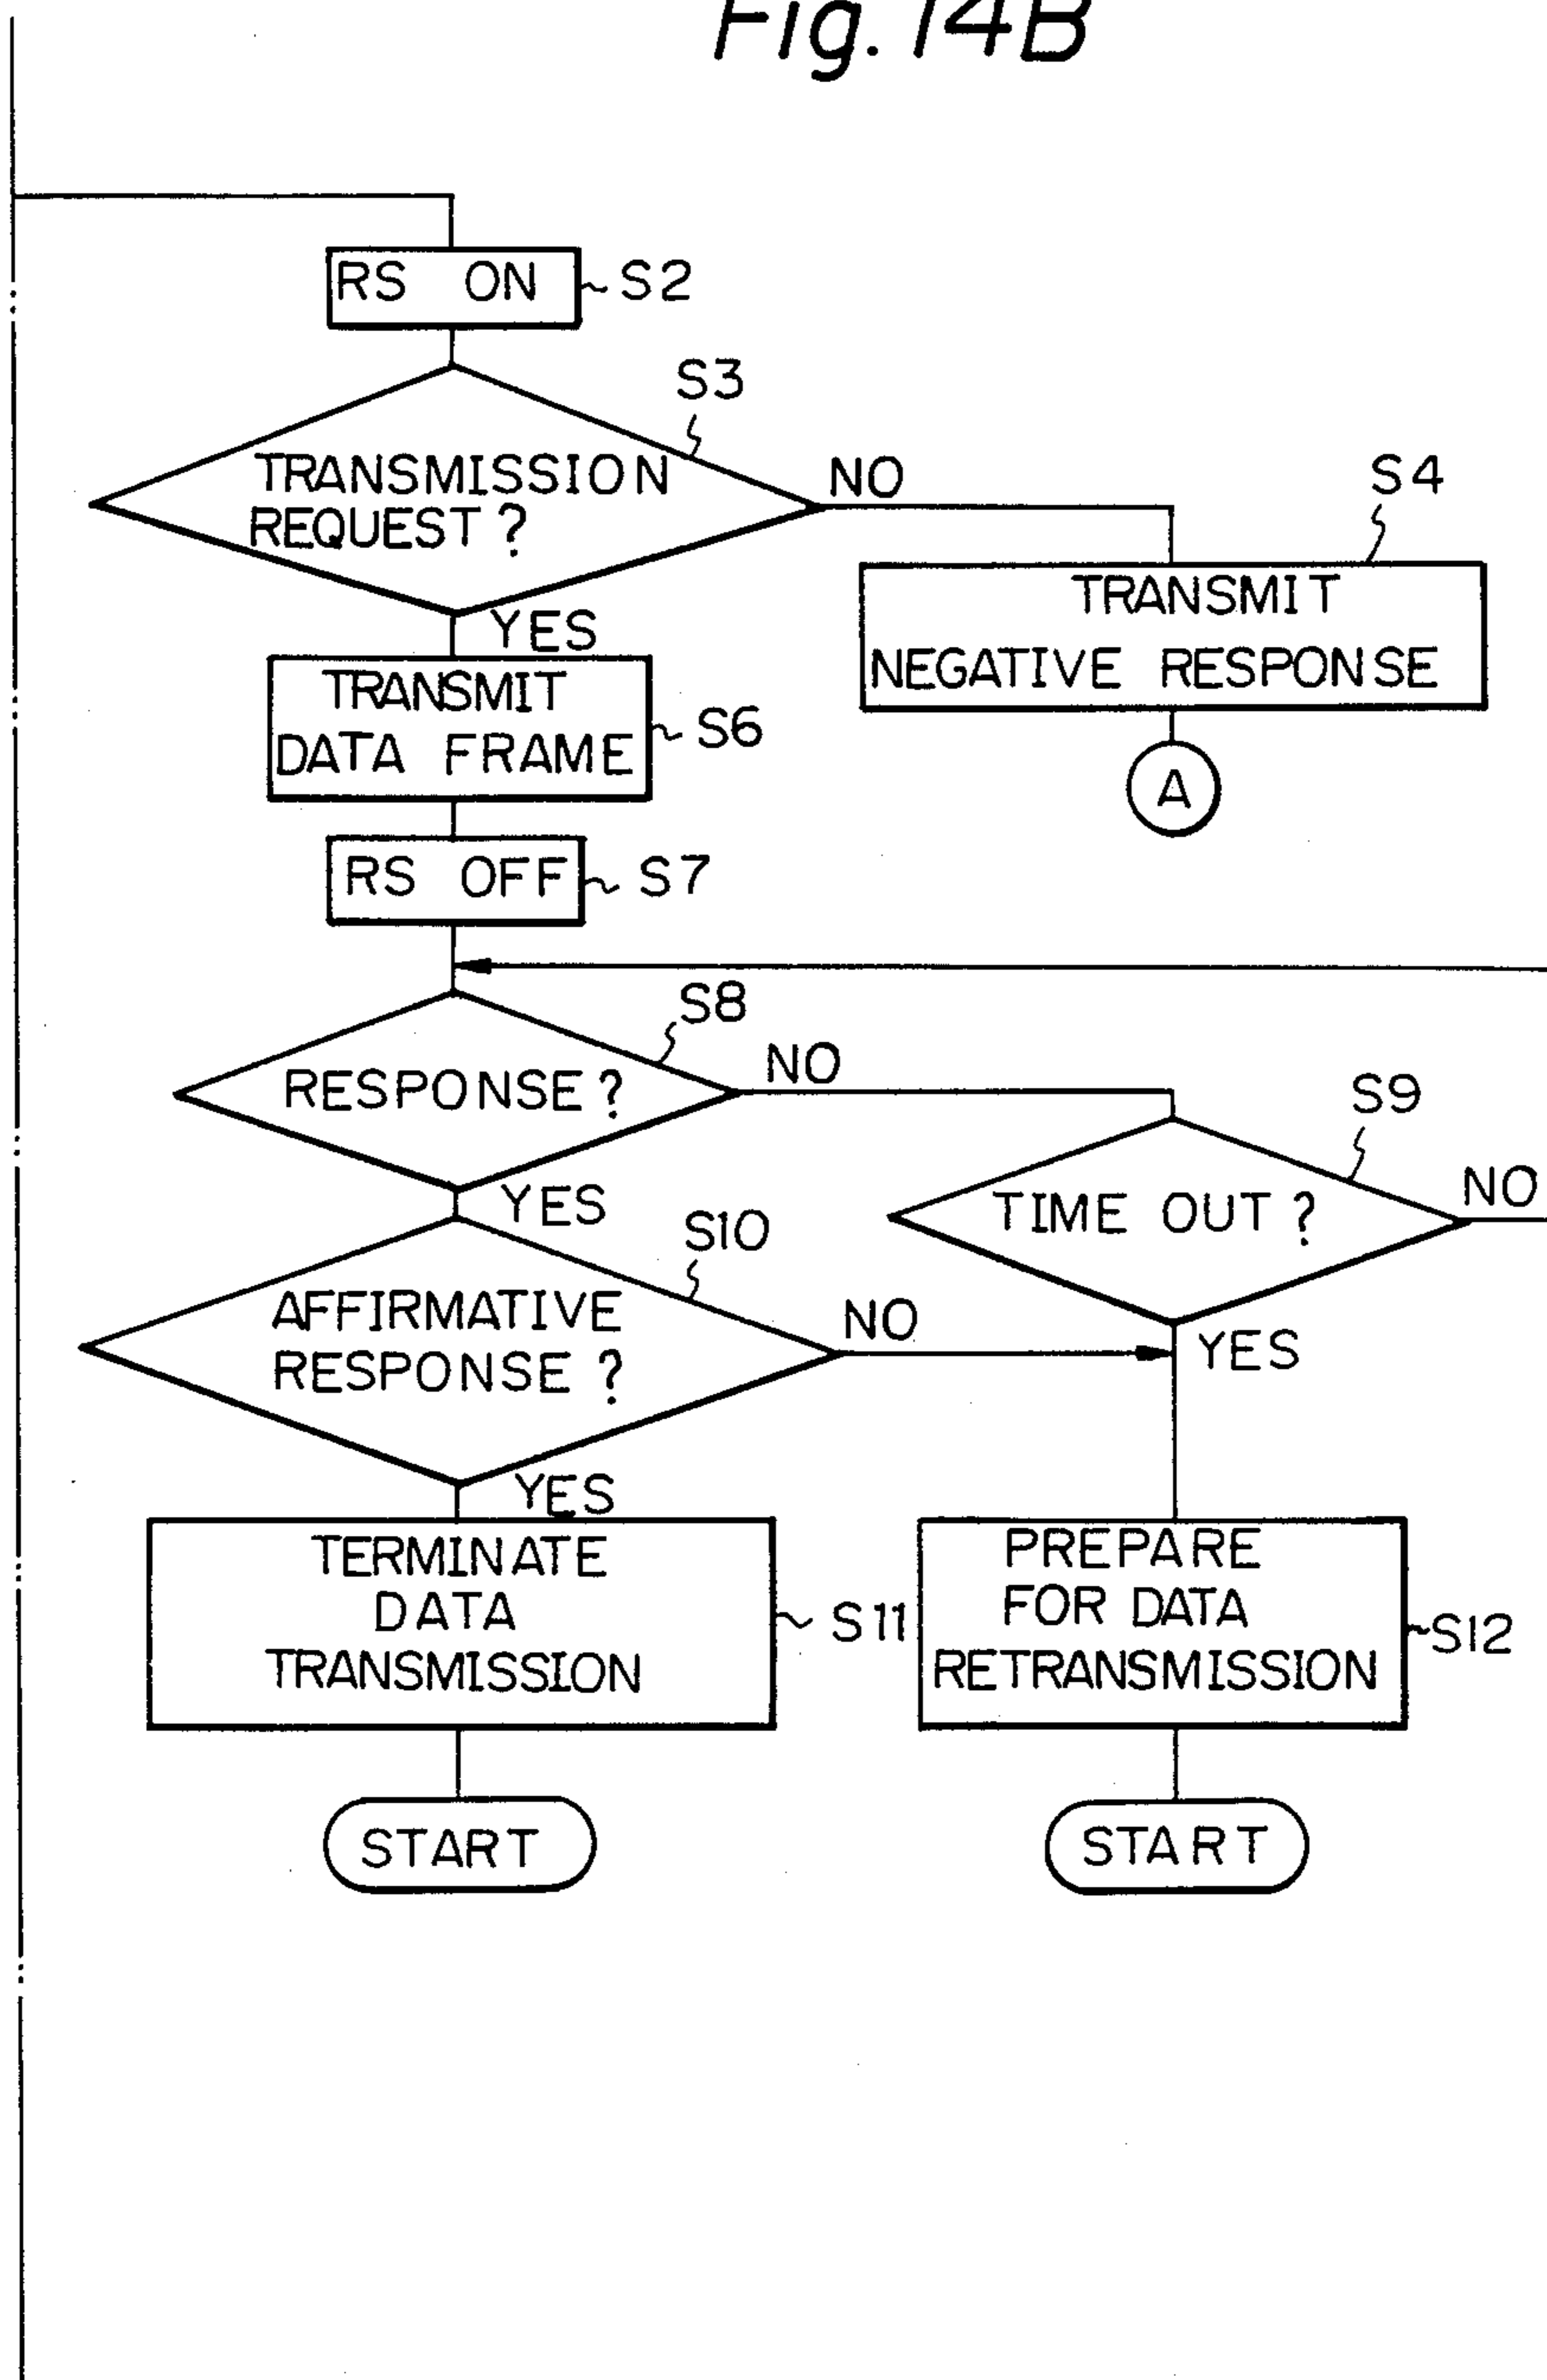 Fig. 14B
RS ON
S2
S3
TRANSMISSION
REQUEST?
NO
S4
TRANSMIT
NEGATIVE RESPONSE
YES
TRANSMIT
DATA FRAME
S6
A
RS OFF
S7
S8
RESPONSE?
NO
S9
TIME OUT?
NO
YES
S10
AFFIRMATIVE
RESPONSE?
NO
YES
YES
TERMINATE
DATA
TRANSMISSION
S11
PREPARE
FOR DATA
RETRANSMISSION
S12
START
START